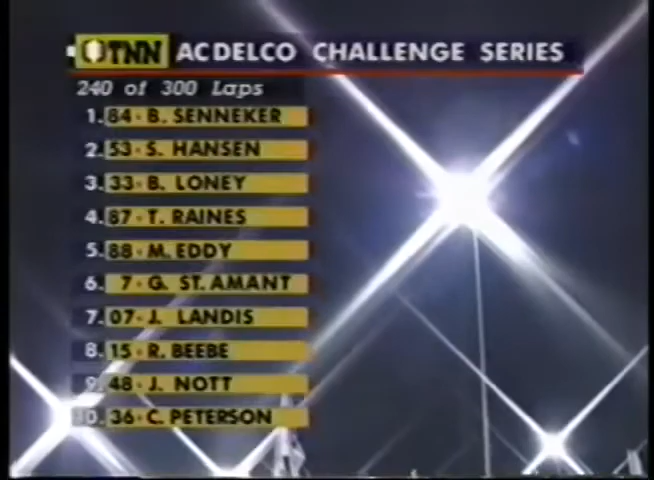 TNN ACDELCO CHALLENGE SERIES
240 of 300 Laps
1. 84 - B. SENNEKER
2. 53 - S. HANSEN
3. 33 - B. LONEY
4. 87 - T. RAINES
5. 88 - M. EDDY
6. 7 - G. ST. AMANT
7. 07 - J. LANDIS
8. 15 - R. BEEBE
9. 48 - J. NOTT
10. 36 - C. PETERSON